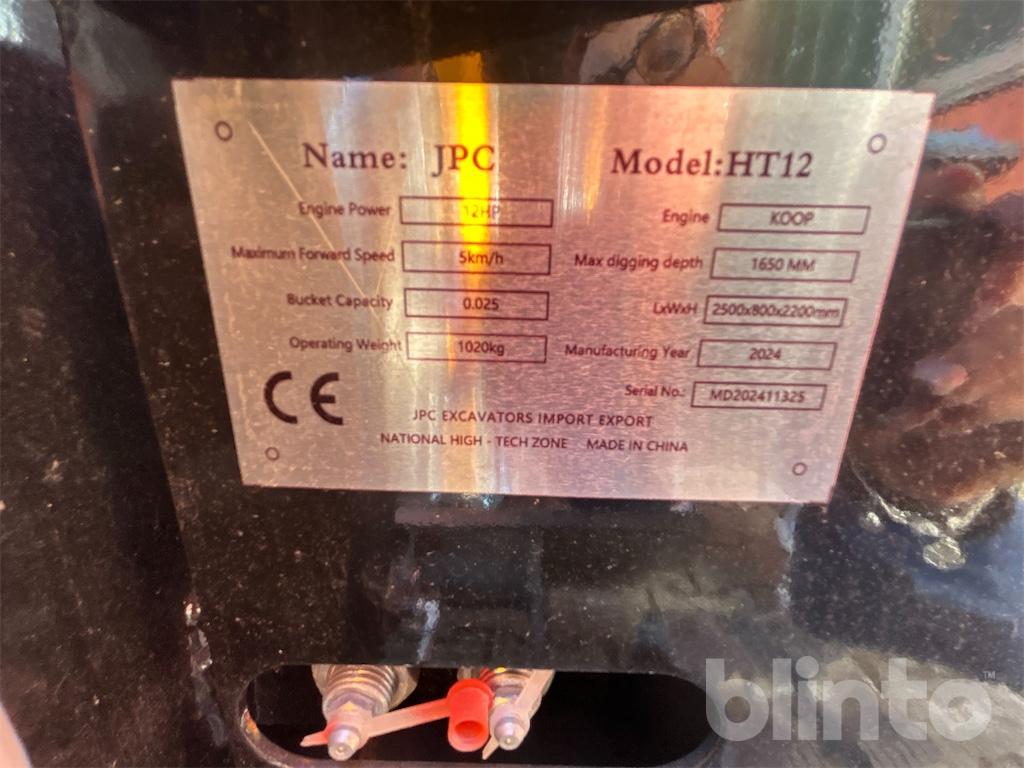 Name: JPC
Model:HT12
Engine Power 12HP
Maximum Forward Speed 5km/h
Bucket Capacity 0.025
Operating Weight 1020kg
Engine KOOP
Max digging depth 1650 MM
LxWxH 2500x800x2200mm
Manufacturing Year 2024
Serial No.: MD202411325
CE
JPC EXCAVATORS IMPORT EXPORT
NATIONAL HIGH - TECH ZONE MADE IN CHINA
blinto™